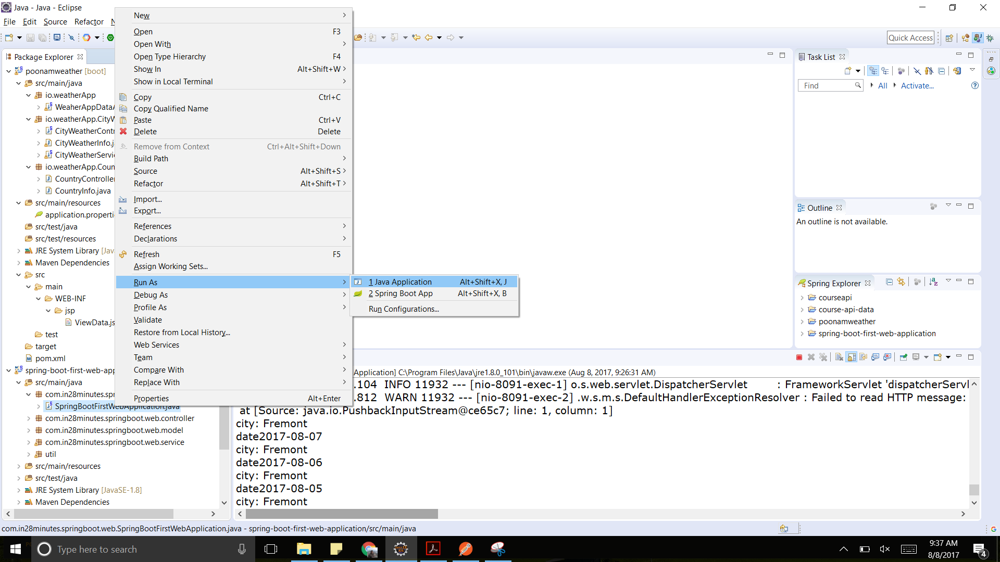 Java - Java - Eclipse
File Edit Source Refactor N
Quick Access
Package Explorer
poonamweather [boot]
src/main/java
io.weatherApp
WeaherAppDataA
io.weatherApp.CityW
CityWeatherContr
CityWeatherInfo.j
CityWeatherServi
io.weatherApp.Coun
CountryController
CountryInfo.java
src/main/resources
application.properti
src/test/java
src/test/resources
JRE System Library [Jav
Maven Dependencies
src
main
WEB-INF
jsp
ViewData.js
test
target
pom.xml
spring-boot-first-web-app
src/main/java
com.in28minutes.spr
SpringBootFirstWebApplication.java
com.in28minutes.springboot.web.controller
com.in28minutes.springboot.web.model
com.in28minutes.springboot.web.service
util
src/main/resources
src/test/java
JRE System Library [JavaSE-1.8]
Maven Dependencies
New
Open F3
Open With
Open Type Hierarchy F4
Show In Alt+Shift+W
Show in Local Terminal
Copy Ctrl+C
Copy Qualified Name
Paste Ctrl+V
Delete Delete
Remove from Context Ctrl+Alt+Shift+Down
Build Path
Source Alt+Shift+S
Refactor Alt+Shift+T
Import...
Export...
References
Declarations
Refresh F5
Assign Working Sets...
Run As
Debug As
Profile As
Validate
Restore from Local History...
Web Services
Team
Compare With
Replace With
Properties Alt+Enter
1 Java Application Alt+Shift+X, J
2 Spring Boot App Alt+Shift+X, B
Run Configurations...
Task List
Find All Activate...
Outline
An outline is not available.
Spring Explorer
courseapi
course-api-data
poonamweather
spring-boot-first-web-application
Application] C:\Program Files\Java\jre1.8.0_101\bin\javaw.exe (Aug 8, 2017, 9:26:31 AM)
.104 INFO 11932 --- [nio-8091-exec-1] o.s.web.servlet.DispatcherServlet : FrameworkServlet 'dispatcherServl
.812 WARN 11932 --- [nio-8091-exec-2] .w.s.m.s.DefaultHandlerExceptionResolver : Failed to read HTTP message:
at [Source: java.io.PushbackInputStream@ce65c7; line: 1, column: 1]
city: Fremont
date2017-08-07
city: Fremont
date2017-08-06
city: Fremont
date2017-08-05
city: Fremont
com.in28minutes.springboot.web.SpringBootFirstWebApplication.java - spring-boot-first-web-application/src/main/java
Type here to search
9:37 AM
8/8/2017
4